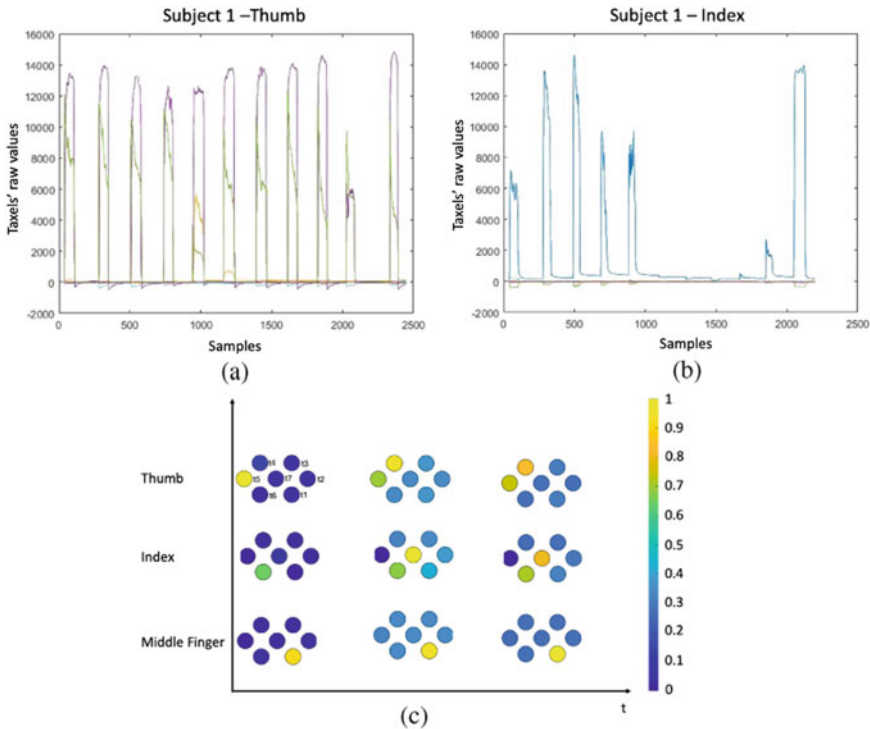 Subject 1 –Thumb
16000
14000
12000
10000
8000
6000
4000
2000
0
-2000
Taxels' raw values
0 500 1000 1500 2000 2500
Samples
(a)
Subject 1 – Index
16000
14000
12000
10000
8000
6000
4000
2000
0
-2000
Taxels' raw values
0 500 1000 1500 2000 2500
Samples
(b)
Thumb
t4 t3
t5 t7 t2
t6 t1
Index
Middle Finger
t
1
0.9
0.8
0.7
0.6
0.5
0.4
0.3
0.2
0.1
0
(c)